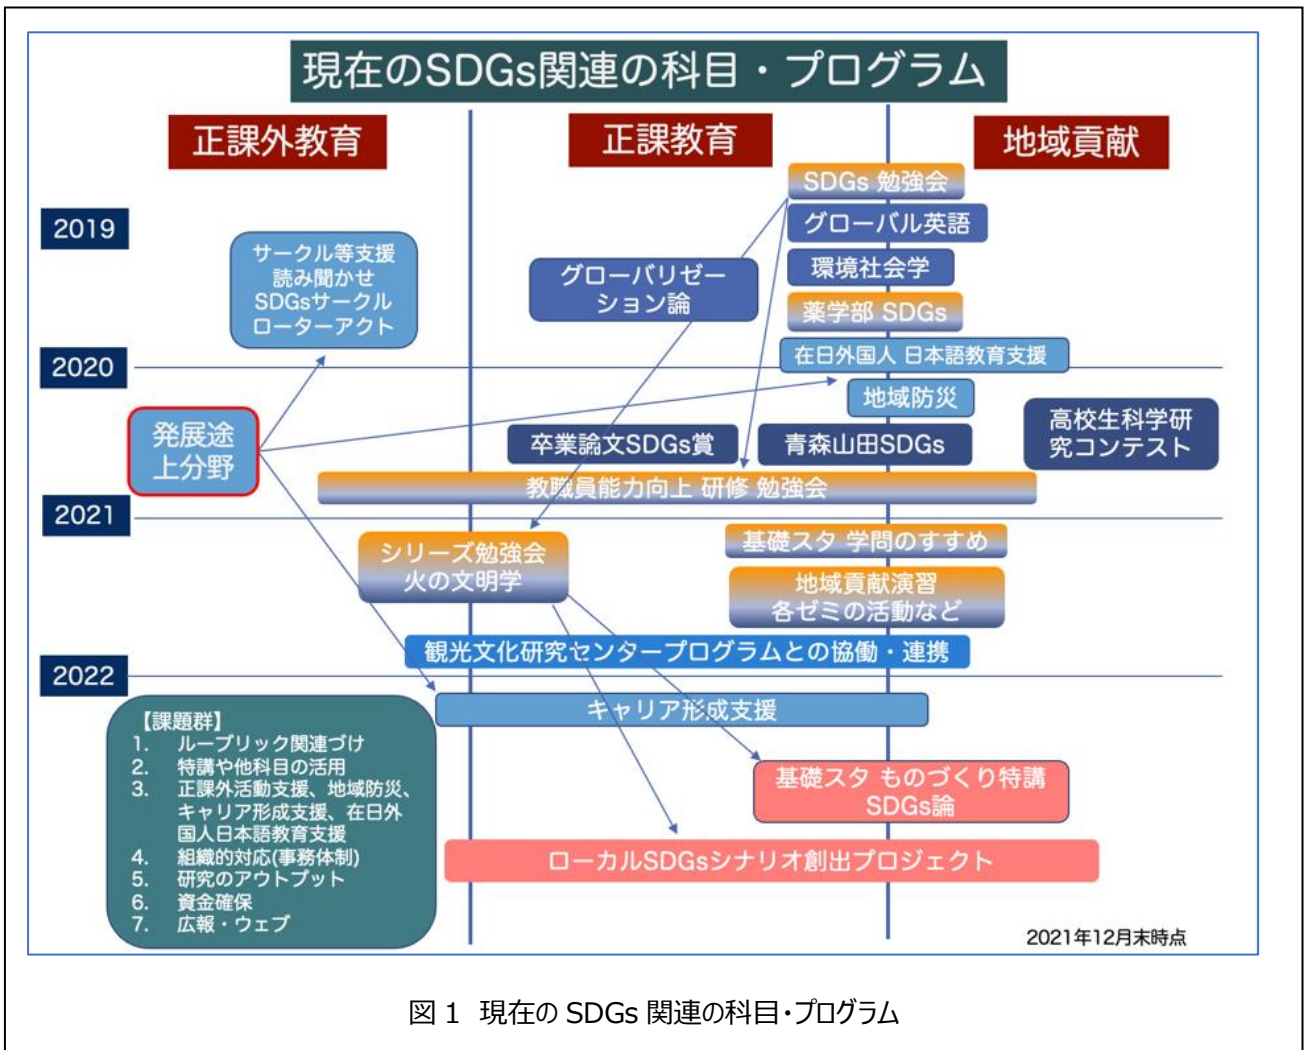 現在のSDGs関連の科目・プログラム
正課外教育
正課教育
地域貢献
SDGs 勉強会
2019
グローバル英語
サークル等支援
読み聞かせ
SDGsサークル
ローターアクト
グローバリゼー
ション論
環境社会学
薬学部 SDGs
2020
在日外国人 日本語教育支援
地域防災
発展途
上分野
卒業論文SDGs賞
青森山田SDGs
高校生科学研
究コンテスト
教職員能力向上 研修 勉強会
2021
シリーズ勉強会
火の文明学
基礎スタ 学問のすすめ
地域貢献演習
各ゼミの活動など
観光文化研究センタープログラムとの協働・連携
2022
キャリア形成支援
【課題群】
1. ルーブリック関連づけ
2. 特講や他科目の活用
3. 正課外活動支援、地域防災、
キャリア形成支援、在日外
国人日本語教育支援
4. 組織的対応(事務体制)
5. 研究のアウトプット
6. 資金確保
7. 広報・ウェブ
基礎スタ ものづくり特講
SDGs論
ローカルSDGsシナリオ創出プロジェクト
2021年12月末時点
図 1 現在の SDGs 関連の科目・プログラム